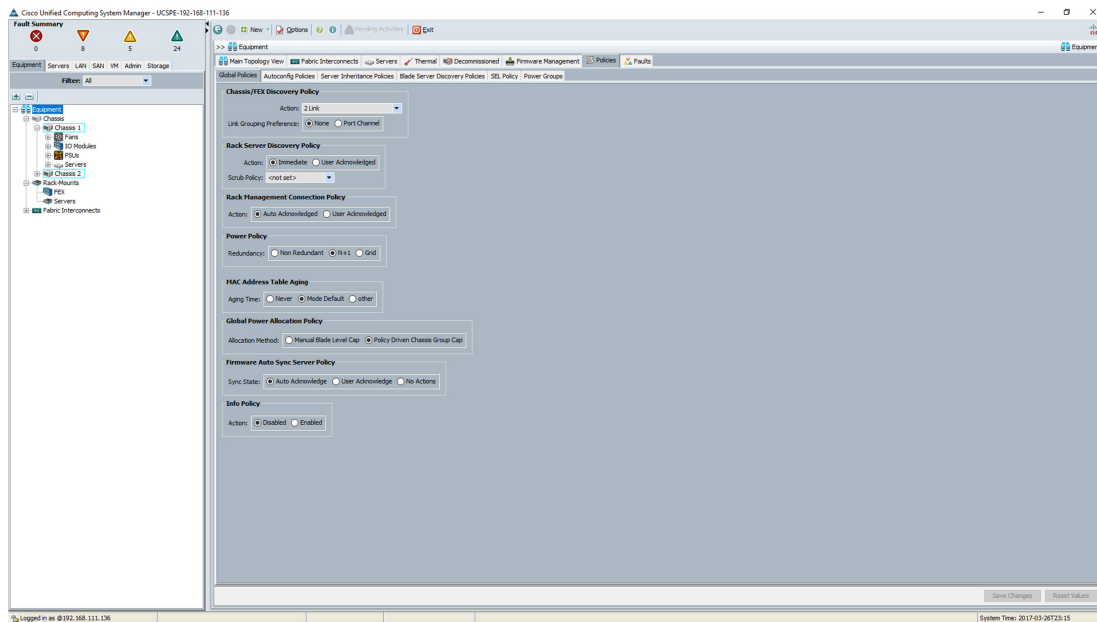 Cisco Unified Computing System Manager - UCSPE-192-168-111-136
Fault Summary
0 8 5 24
New Options Pending Activities Exit
>> Equipment Equipmen
Equipment Servers LAN SAN VM Admin Storage
Main Topology View Fabric Interconnects Servers Thermal Decommissioned Firmware Management Policies Faults
Global Policies Autoconfig Policies Server Inheritance Policies Blade Server Discovery Policies SEL Policy Power Groups
Filter: All
Equipment
Chassis
Chassis 1
Fans
IO Modules
PSUs
Servers
Chassis 2
Rack-Mounts
FEX
Servers
Fabric Interconnects
Chassis/FEX Discovery Policy
Action: 2 Link
Link Grouping Preference: None Port Channel
Rack Server Discovery Policy
Action: Immediate User Acknowledged
Scrub Policy: <not set>
Rack Management Connection Policy
Action: Auto Acknowledged User Acknowledged
Power Policy
Redundancy: Non Redundant N+1 Grid
MAC Address Table Aging
Aging Time: Never Mode Default other
Global Power Allocation Policy
Allocation Method: Manual Blade Level Cap Policy Driven Chassis Group Cap
Firmware Auto Sync Server Policy
Sync State: Auto Acknowledge User Acknowledge No Actions
Info Policy
Action: Disabled Enabled
Save Changes Reset Values
Logged in as @192.168.111.136 System Time: 2017-03-26T23:15